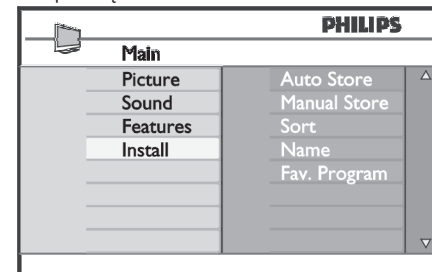 PHILIPS
Main
Picture
Sound
Features
Install
Auto Store
Manual Store
Sort
Name
Fav. Program